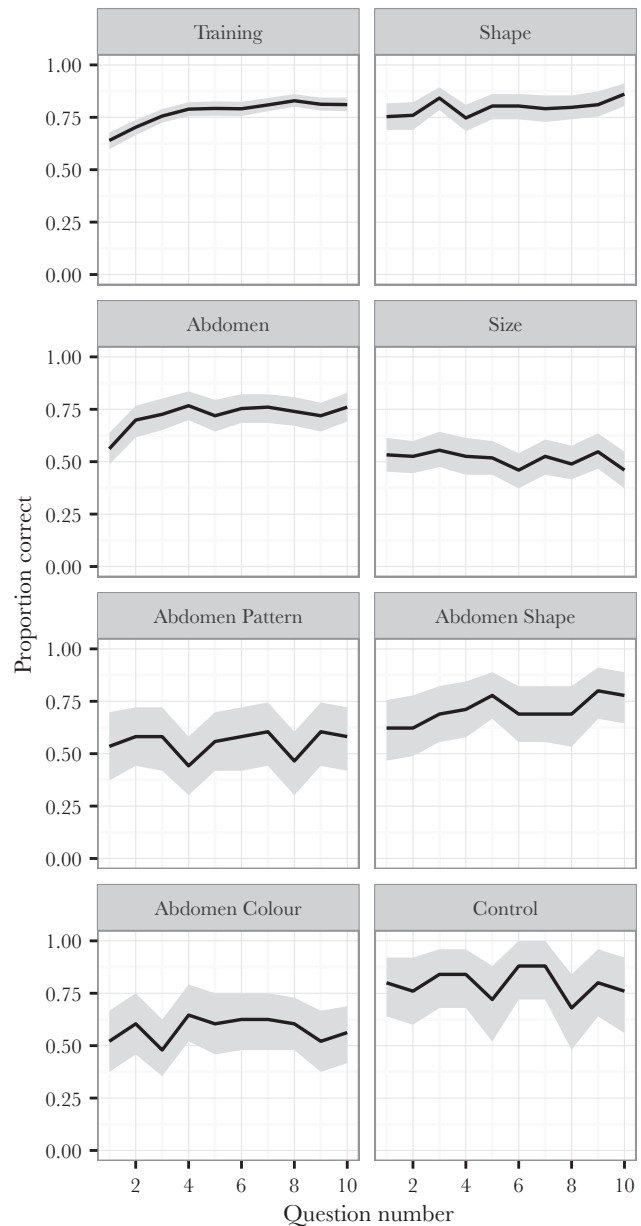 Training
Shape
1.00
0.75
0.50
0.25
0.00
Abdomen
Size
1.00
0.75
0.50
0.25
0.00
Proportion correct
Abdomen Pattern
Abdomen Shape
1.00
0.75
0.50
0.25
0.00
Abdomen Colour
Control
1.00
0.75
0.50
0.25
0.00
2 4 6 8 10 2 4 6 8 10
Question number